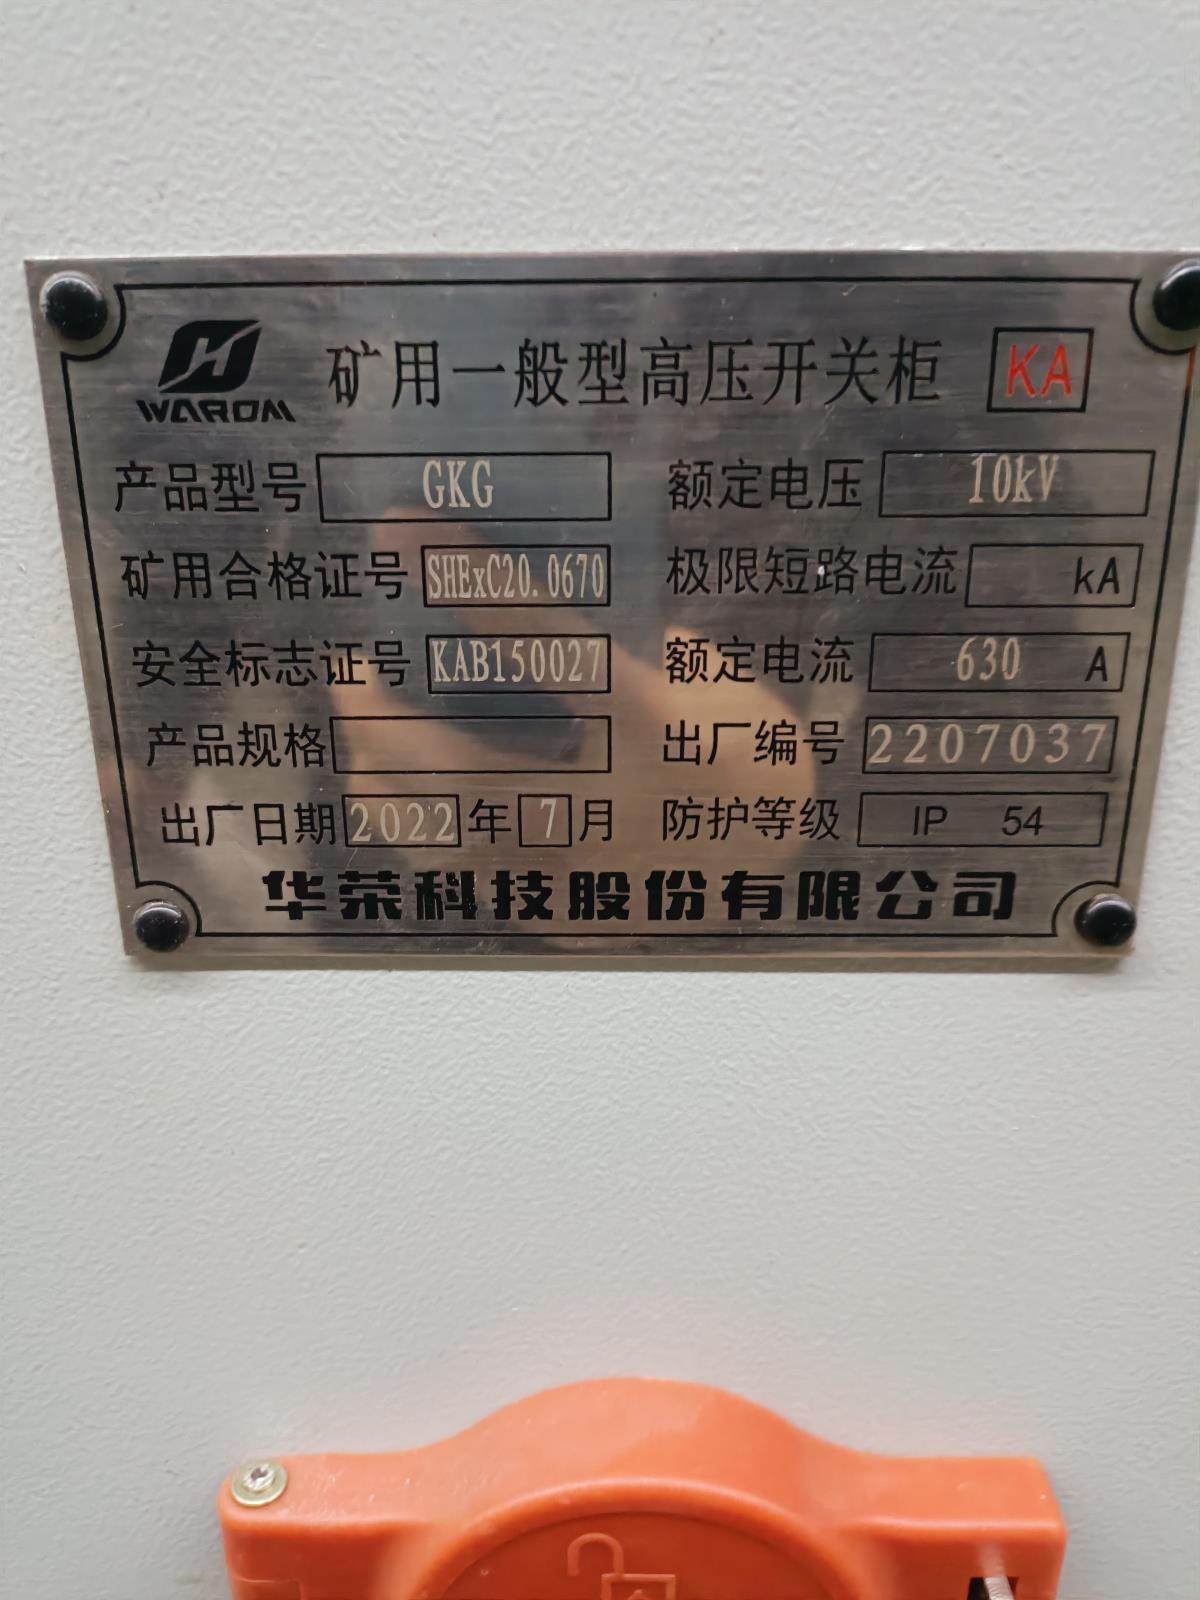 WAROM 矿用一般型高压开关柜 KA
产品型号 GKG 额定电压 10kV
矿用合格证号 SHExC20.0670 极限短路电流 kA
安全标志证号 KAB150027 额定电流 630 A
产品规格 出厂编号 2207037
出厂日期 2022 年 7 月 防护等级 IP 54
华荣科技股份有限公司